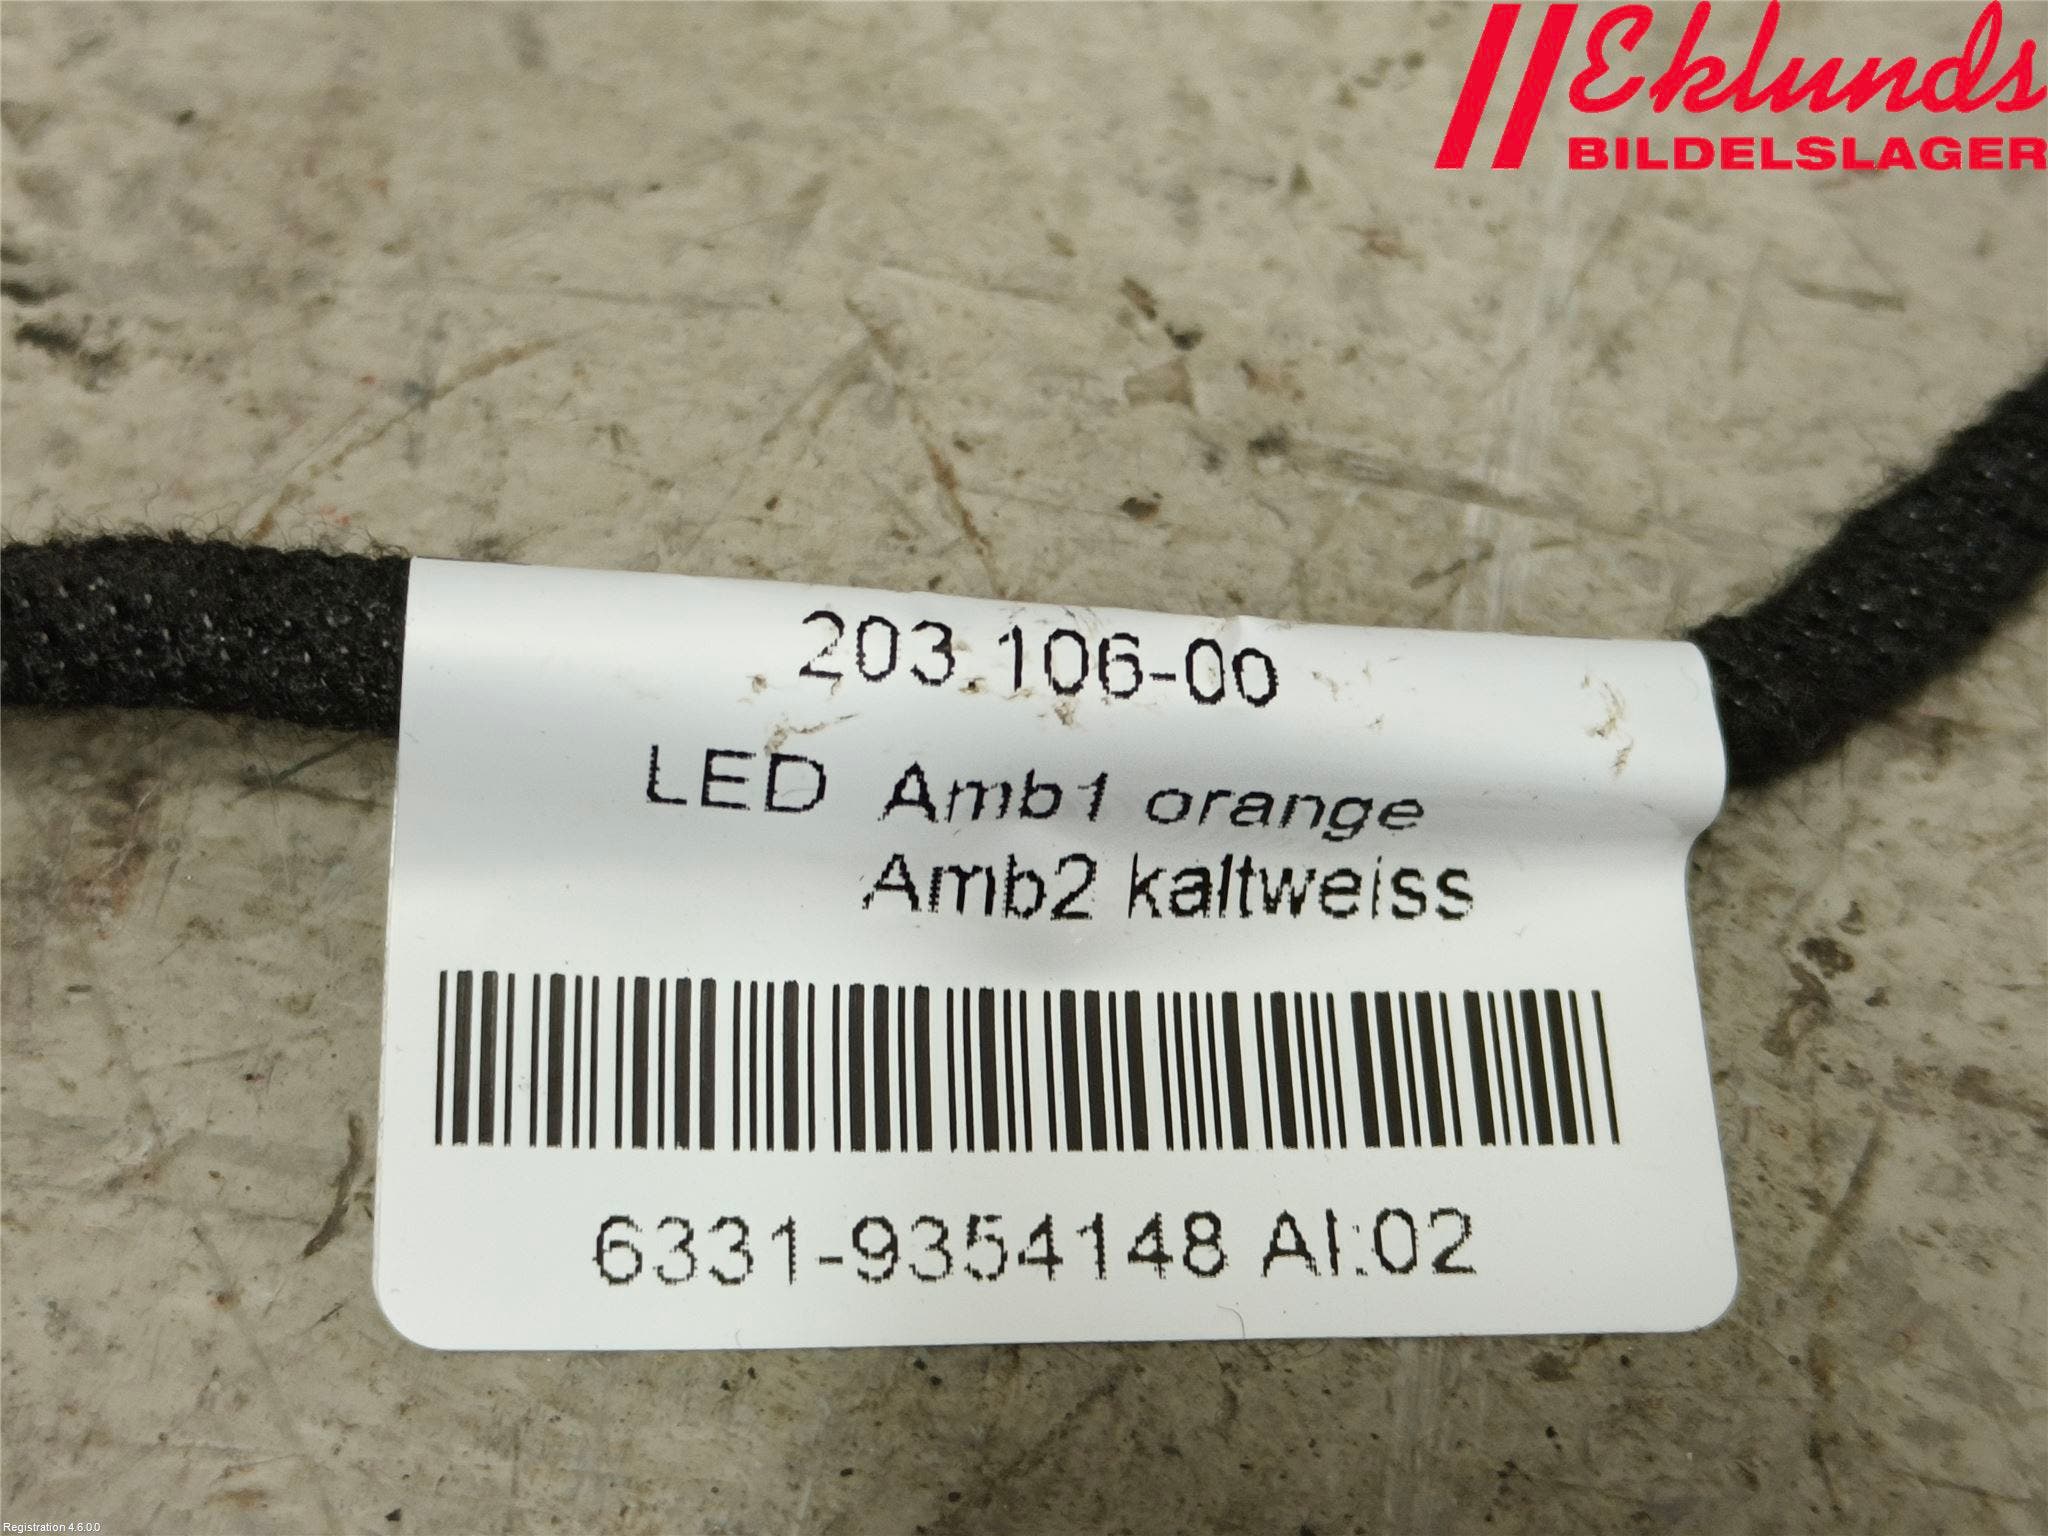 Eklunds
BILDELSLAGER
203.106-00
LED Amb1 orange
Amb2 kaltweiss
6331-9354148 AI:02
Registration 4.6.0.0